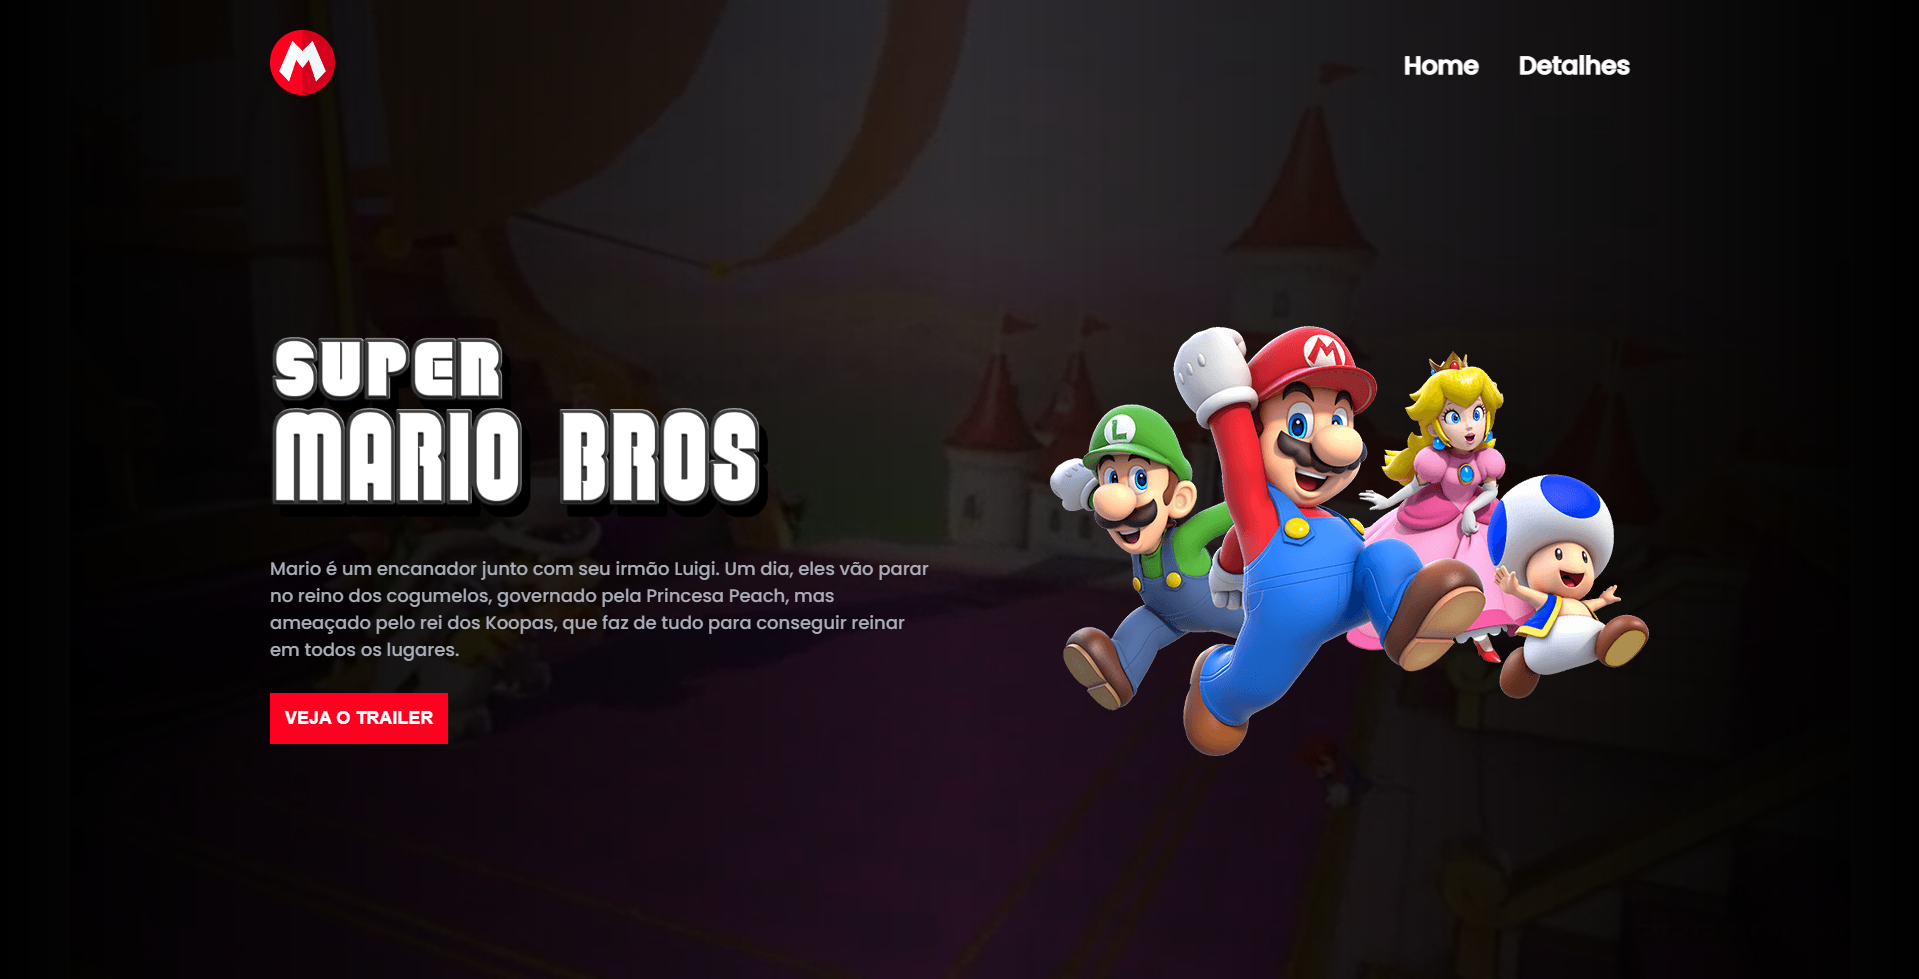 M
Home Detalhes
SUPER
MARIO BROS
M
L
Mario é um encanador junto com seu irmão Luigi. Um dia, eles vão parar
no reino dos cogumelos, governado pela Princesa Peach, mas
ameaçado pelo rei dos Koopas, que faz de tudo para conseguir reinar
em todos os lugares.
VEJA O TRAILER